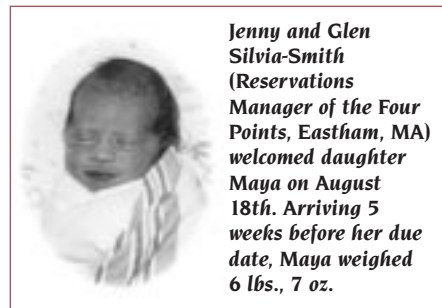 Jenny and Glen
Silvia-Smith
(Reservations
Manager of the Four
Points, Eastham, MA)
welcomed daughter
Maya on August
18th. Arriving 5
weeks before her due
date, Maya weighed
6 lbs., 7 oz.